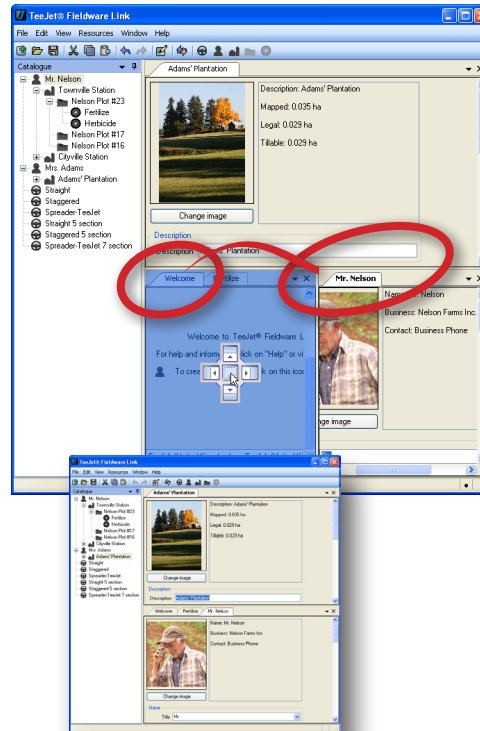 TeeJet® Fieldware Link
File Edit View Resources Window Help
Catalogue
Adams' Plantation
Mr. Nelson
Townville Station
Nelson Plot #23
Fertilize
Herbicide
Nelson Plot #17
Nelson Plot #16
Cityville Station
Mrs. Adams
Adams' Plantation
Straight
Staggered
Spreader-TeeJet
Straight 5 section
Staggered 5 section
Spreader-TeeJet 7 section
Description: Adams' Plantation
Mapped: 0.035 ha
Legal: 0.029 ha
Tillable: 0.029 ha
Change image
Description
Description Adams' Plantation
Welcome Fertilize
Welcome to TeeJet® Fieldware L
For help and inform click on "Help" or vi
To crea k on this icon
Mr. Nelson
Name: Mr. Nelson
Business: Nelson Farms Inc.
Contact: Business Phone
nge image
TeeJet® Fieldware Link
File Edit View Resources Window Help
Catalogue
Adams' Plantation
Mr. Nelson
Townville Station
Nelson Plot #23
Fertilize
Herbicide
Nelson Plot #17
Nelson Plot #16
Cityville Station
Mrs. Adams
Adams' Plantation
Straight
Staggered
Spreader-TeeJet
Straight 5 section
Staggered 5 section
Spreader-TeeJet 7 section
Description: Adams' Plantation
Mapped: 0.035 ha
Legal: 0.029 ha
Tillable: 0.029 ha
Change image
Description
Description Adams' Plantation
Welcome Fertilize Mr. Nelson
Name: Mr. Nelson
Business: Nelson Farms Inc.
Contact: Business Phone
Change image
Name
Title Mr.